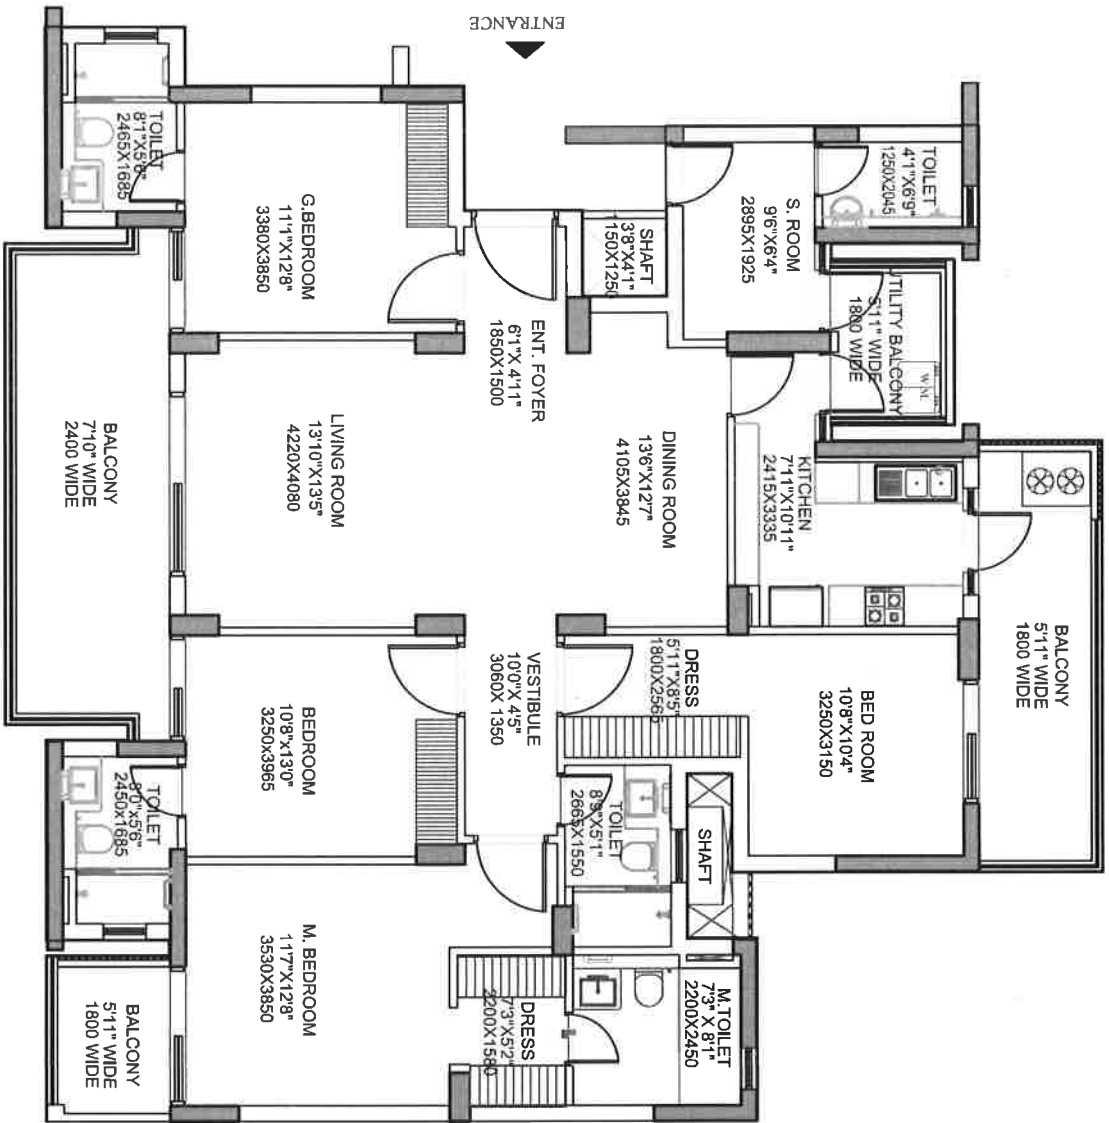 ENTRANCE
TOILET
8'1"X5'6"
2465X1685
G.BEDROOM
11'1"X12'8"
3380X3850
SHAFT
3'8"X4'1"
150X1250
S. ROOM
9'6"X6'4"
2895X1925
TOILET
4'1"X6'9"
1250X2045
UTILITY BALCONY
5'11" WIDE
1800 WIDE
W.M.
ENT. FOYER
6'1"X 4'11"
1850X1500
BALCONY
7'10" WIDE
2400 WIDE
LIVING ROOM
13'10"X13'5"
4220X4080
DINING ROOM
13'6"X12'7"
4105X3845
KITCHEN
7'11"X10'11"
2415X3335
BALCONY
5'11" WIDE
1800 WIDE
BEDROOM
10'8"x13'0"
3250x3965
VESTIBULE
10'0"X 4'5"
3060X 1350
DRESS
5'11"X8'5"
1800X2565
BED ROOM
10'8"X10'4"
3250X3150
TOILET
8'0"x5'6"
2450x1685
TOILET
8'9"X5'1"
2665X1550
SHAFT
M. BEDROOM
11'7"X12'8"
3530X3850
DRESS
7'3"X5'2"
2200X1580
M.TOILET
7'3" X 8'1"
2200X2450
BALCONY
5'11" WIDE
1800 WIDE